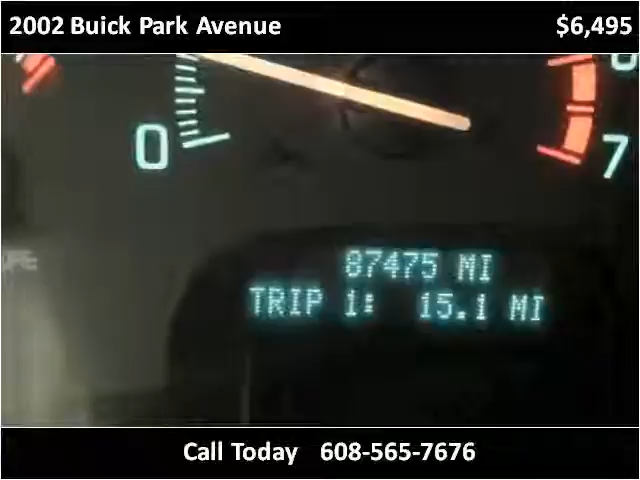 2002 Buick Park Avenue $6,495
0 7
87475 MI
TRIP 1: 15.1 MI
Call Today 608-565-7676